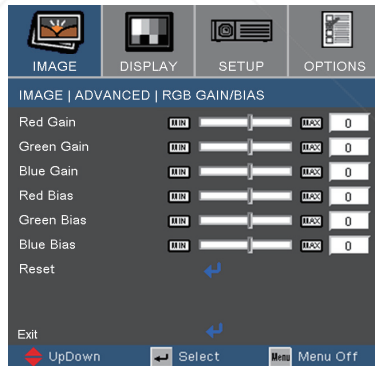 IMAGE DISPLAY SETUP OPTIONS
IMAGE | ADVANCED | RGB GAIN/BIAS
Red Gain MIN MAX 0
Green Gain MIN MAX 0
Blue Gain MIN MAX 0
Red Bias MIN MAX 0
Green Bias MIN MAX 0
Blue Bias MIN MAX 0
Reset
Exit
UpDown Select Menu Menu Off